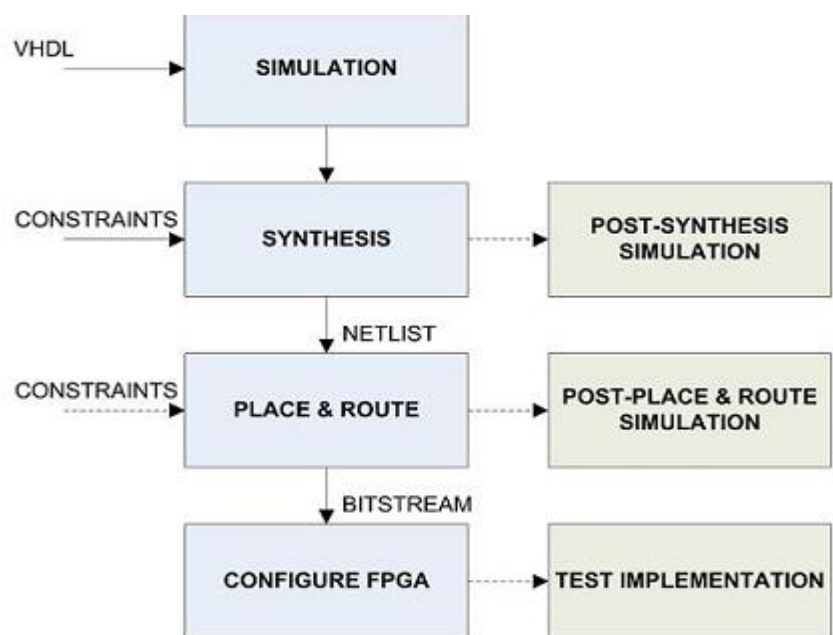 VHDL
SIMULATION
CONSTRAINTS
SYNTHESIS
POST-SYNTHESIS
SIMULATION
NETLIST
CONSTRAINTS
PLACE & ROUTE
POST-PLACE & ROUTE
SIMULATION
BITSTREAM
CONFIGURE FPGA
TEST IMPLEMENTATION